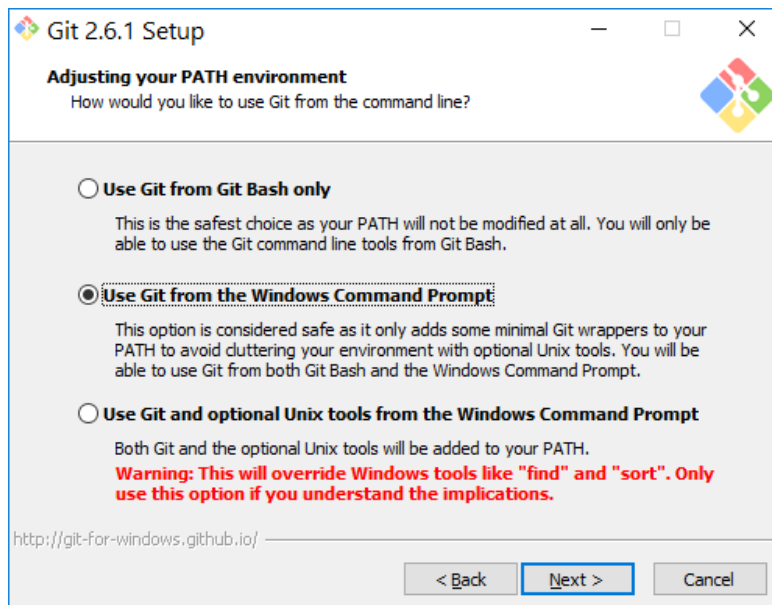 Git 2.6.1 Setup
Adjusting your PATH environment
How would you like to use Git from the command line?
Use Git from Git Bash only
This is the safest choice as your PATH will not be modified at all. You will only be
able to use the Git command line tools from Git Bash.
Use Git from the Windows Command Prompt
This option is considered safe as it only adds some minimal Git wrappers to your
PATH to avoid cluttering your environment with optional Unix tools. You will be
able to use Git from both Git Bash and the Windows Command Prompt.
Use Git and optional Unix tools from the Windows Command Prompt
Both Git and the optional Unix tools will be added to your PATH.
Warning: This will override Windows tools like "find" and "sort". Only
use this option if you understand the implications.
http://git-for-windows.github.io/
< Back Next > Cancel